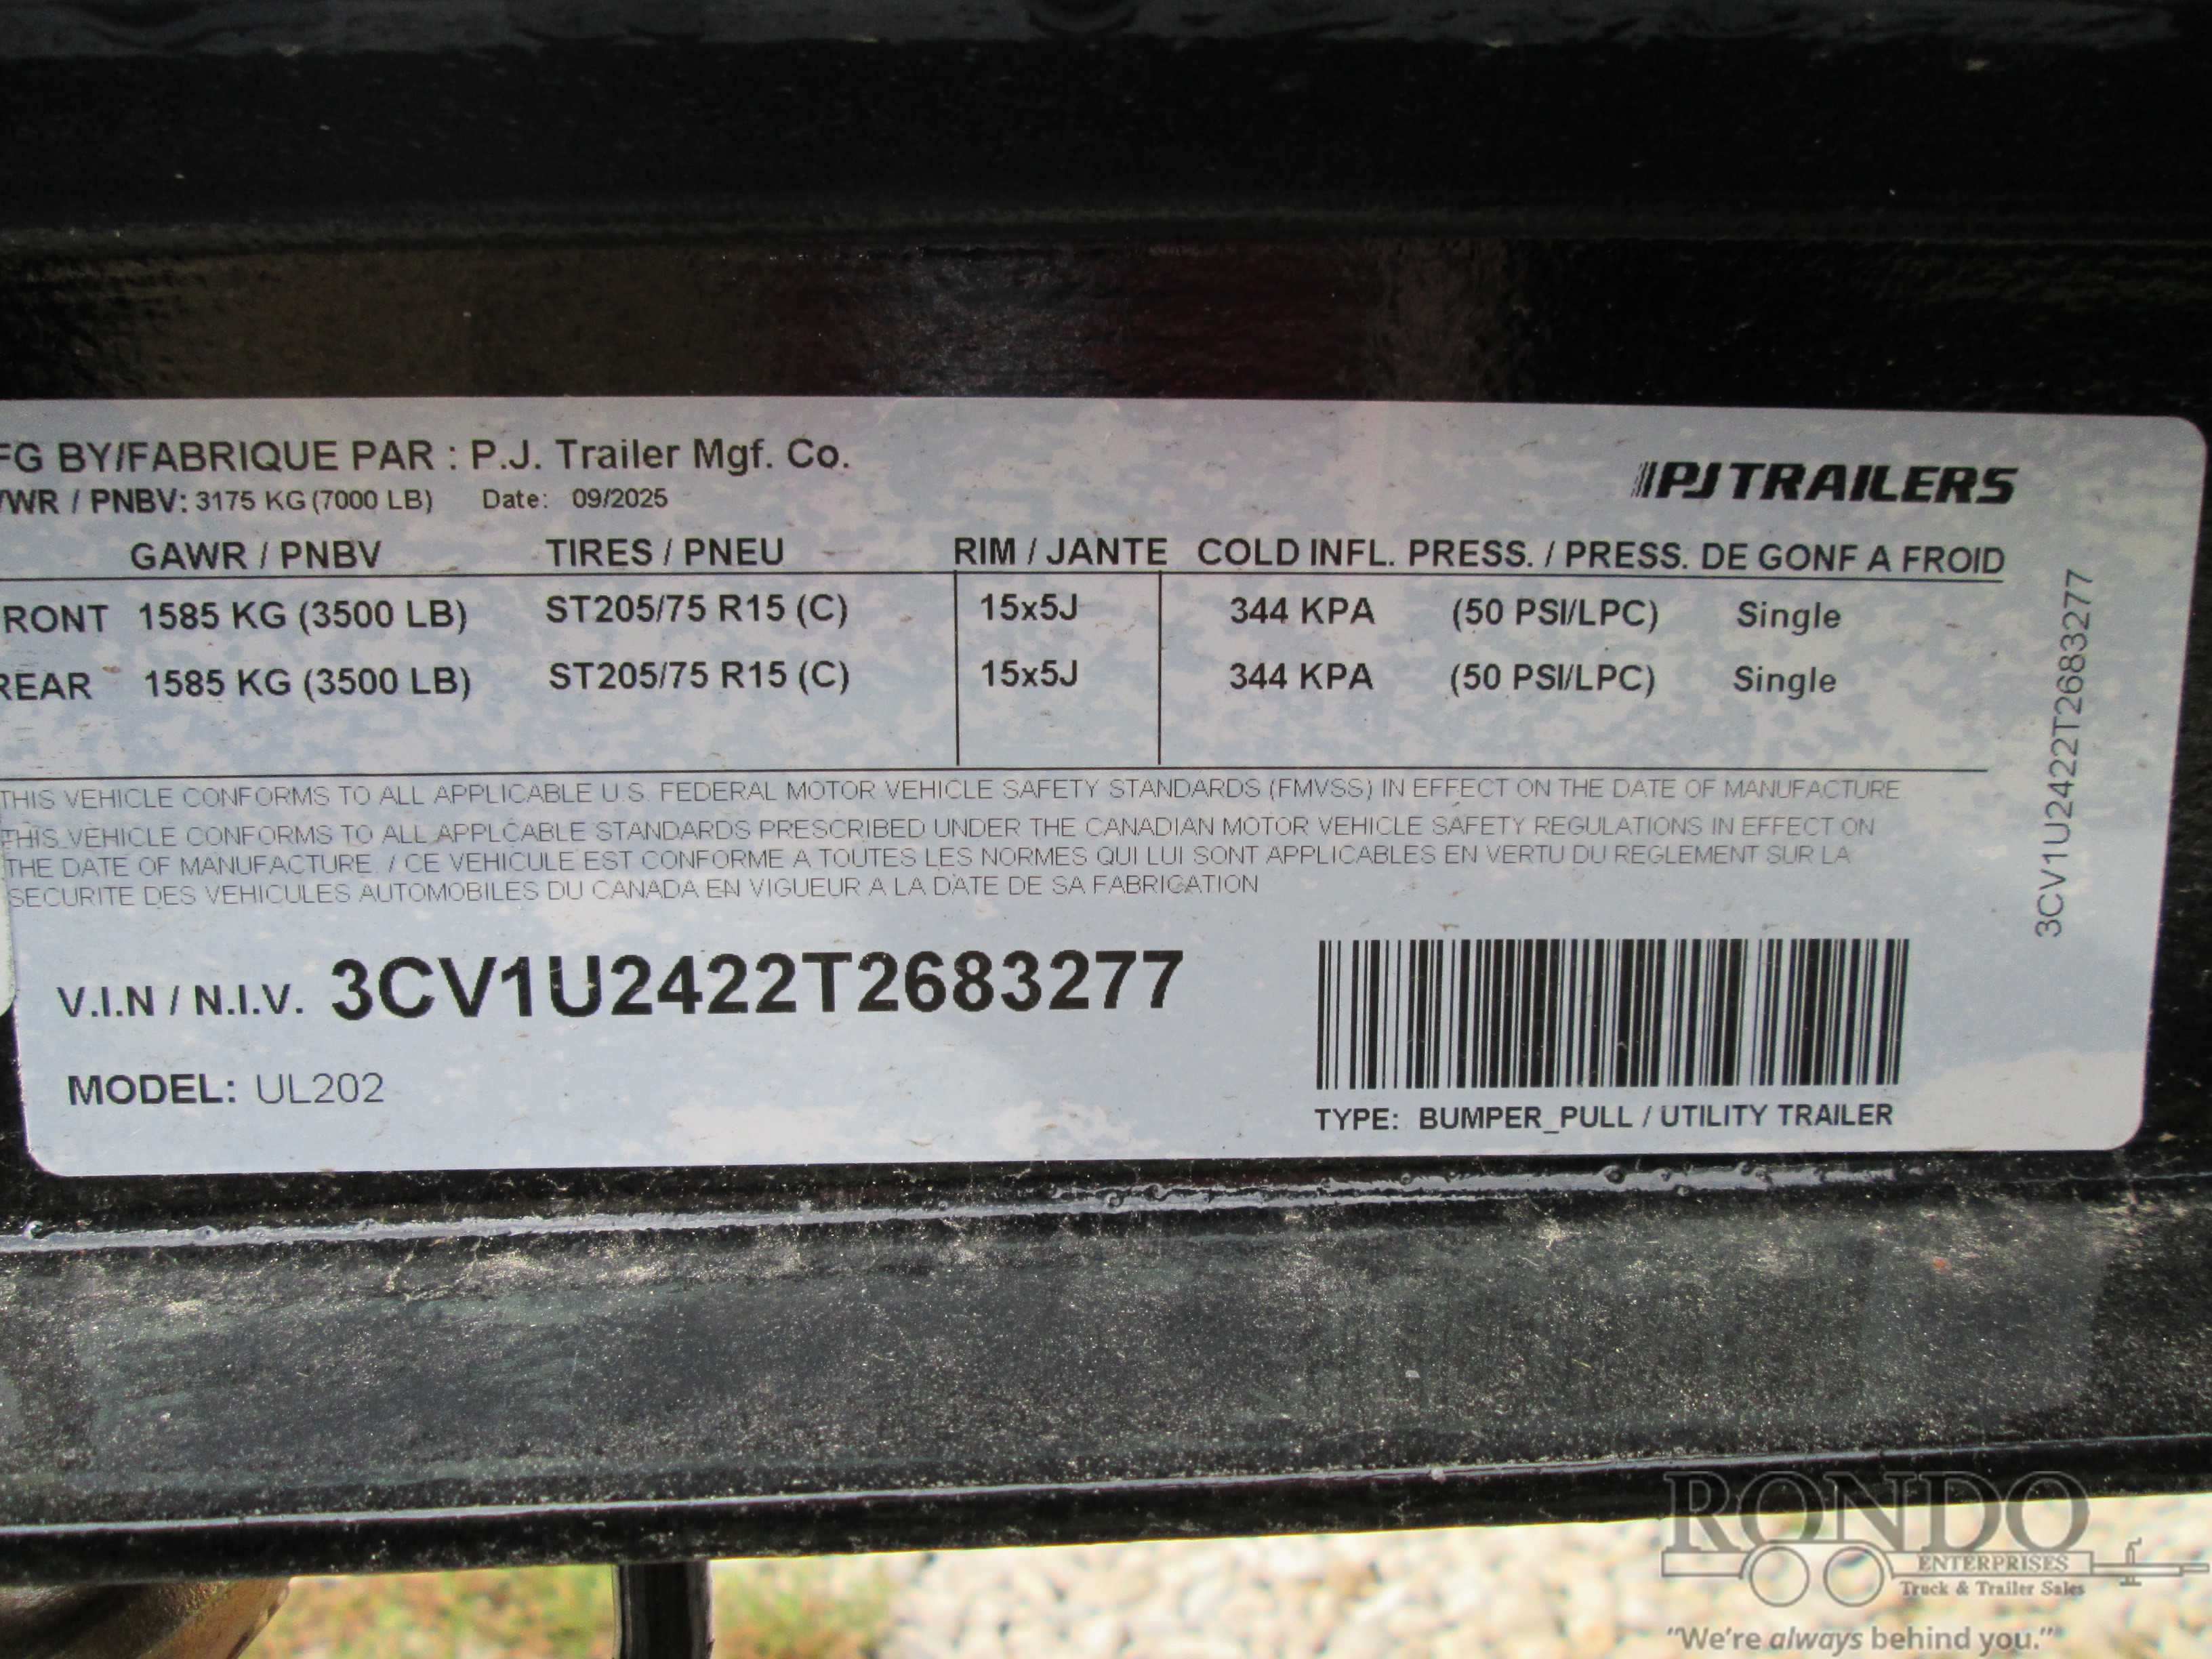 FG BY/FABRIQUE PAR : P.J. Trailer Mgf. Co.
PJTRAILERS
VWR / PNBV: 3175 KG (7000 LB) Date: 09/2025
GAWR / PNBV TIRES / PNEU RIM / JANTE COLD INFL. PRESS. / PRESS. DE GONF A FROID
RONT 1585 KG (3500 LB) ST205/75 R15 (C) 15x5J 344 KPA (50 PSI/LPC) Single
REAR 1585 KG (3500 LB) ST205/75 R15 (C) 15x5J 344 KPA (50 PSI/LPC) Single
3CV1U2422T2683277
THIS VEHICLE CONFORMS TO ALL APPLICABLE U.S. FEDERAL MOTOR VEHICLE SAFETY STANDARDS (FMVSS) IN EFFECT ON THE DATE OF MANUFACTURE
THIS VEHICLE CONFORMS TO ALL APPLCABLE STANDARDS PRESCRIBED UNDER THE CANADIAN MOTOR VEHICLE SAFETY REGULATIONS IN EFFECT ON
THE DATE OF MANUFACTURE. / CE VEHICULE EST CONFORME A TOUTES LES NORMES QUI LUI SONT APPLICABLES EN VERTU DU REGLEMENT SUR LA
SECURITE DES VEHICULES AUTOMOBILES DU CANADA EN VIGUEUR A LA DATE DE SA FABRICATION
V.I.N / N.I.V. 3CV1U2422T2683277
MODEL: UL202
TYPE: BUMPER_PULL / UTILITY TRAILER
RONDO
ENTERPRISES
Truck & Trailer Sales
"We're always behind you."